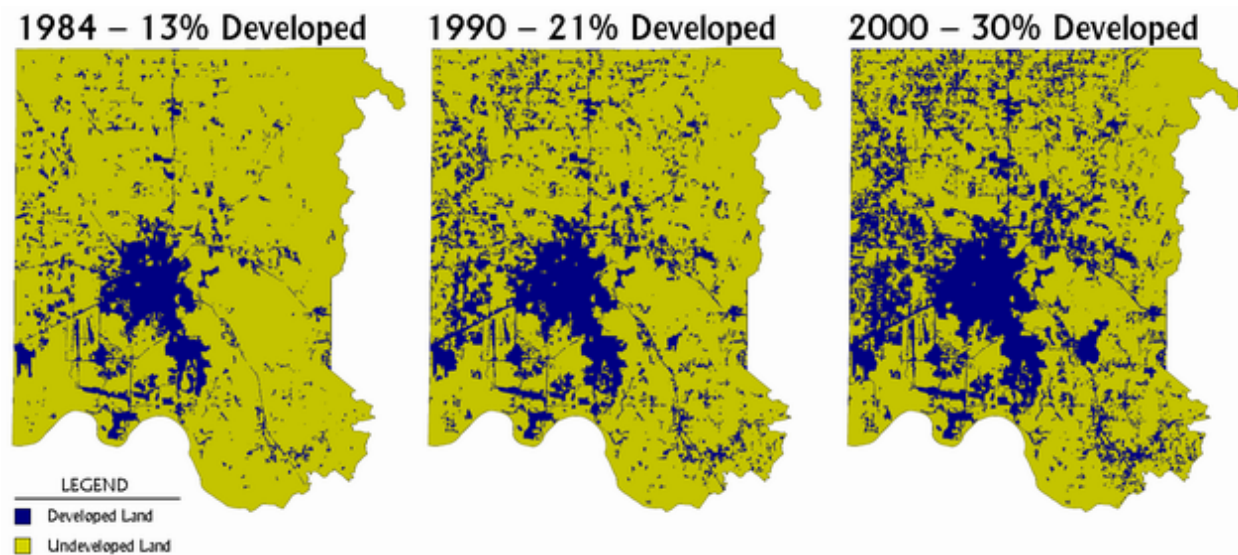 1984 – 13% Developed
1990 – 21% Developed
2000 – 30% Developed
LEGEND
Developed Land
Undeveloped Land